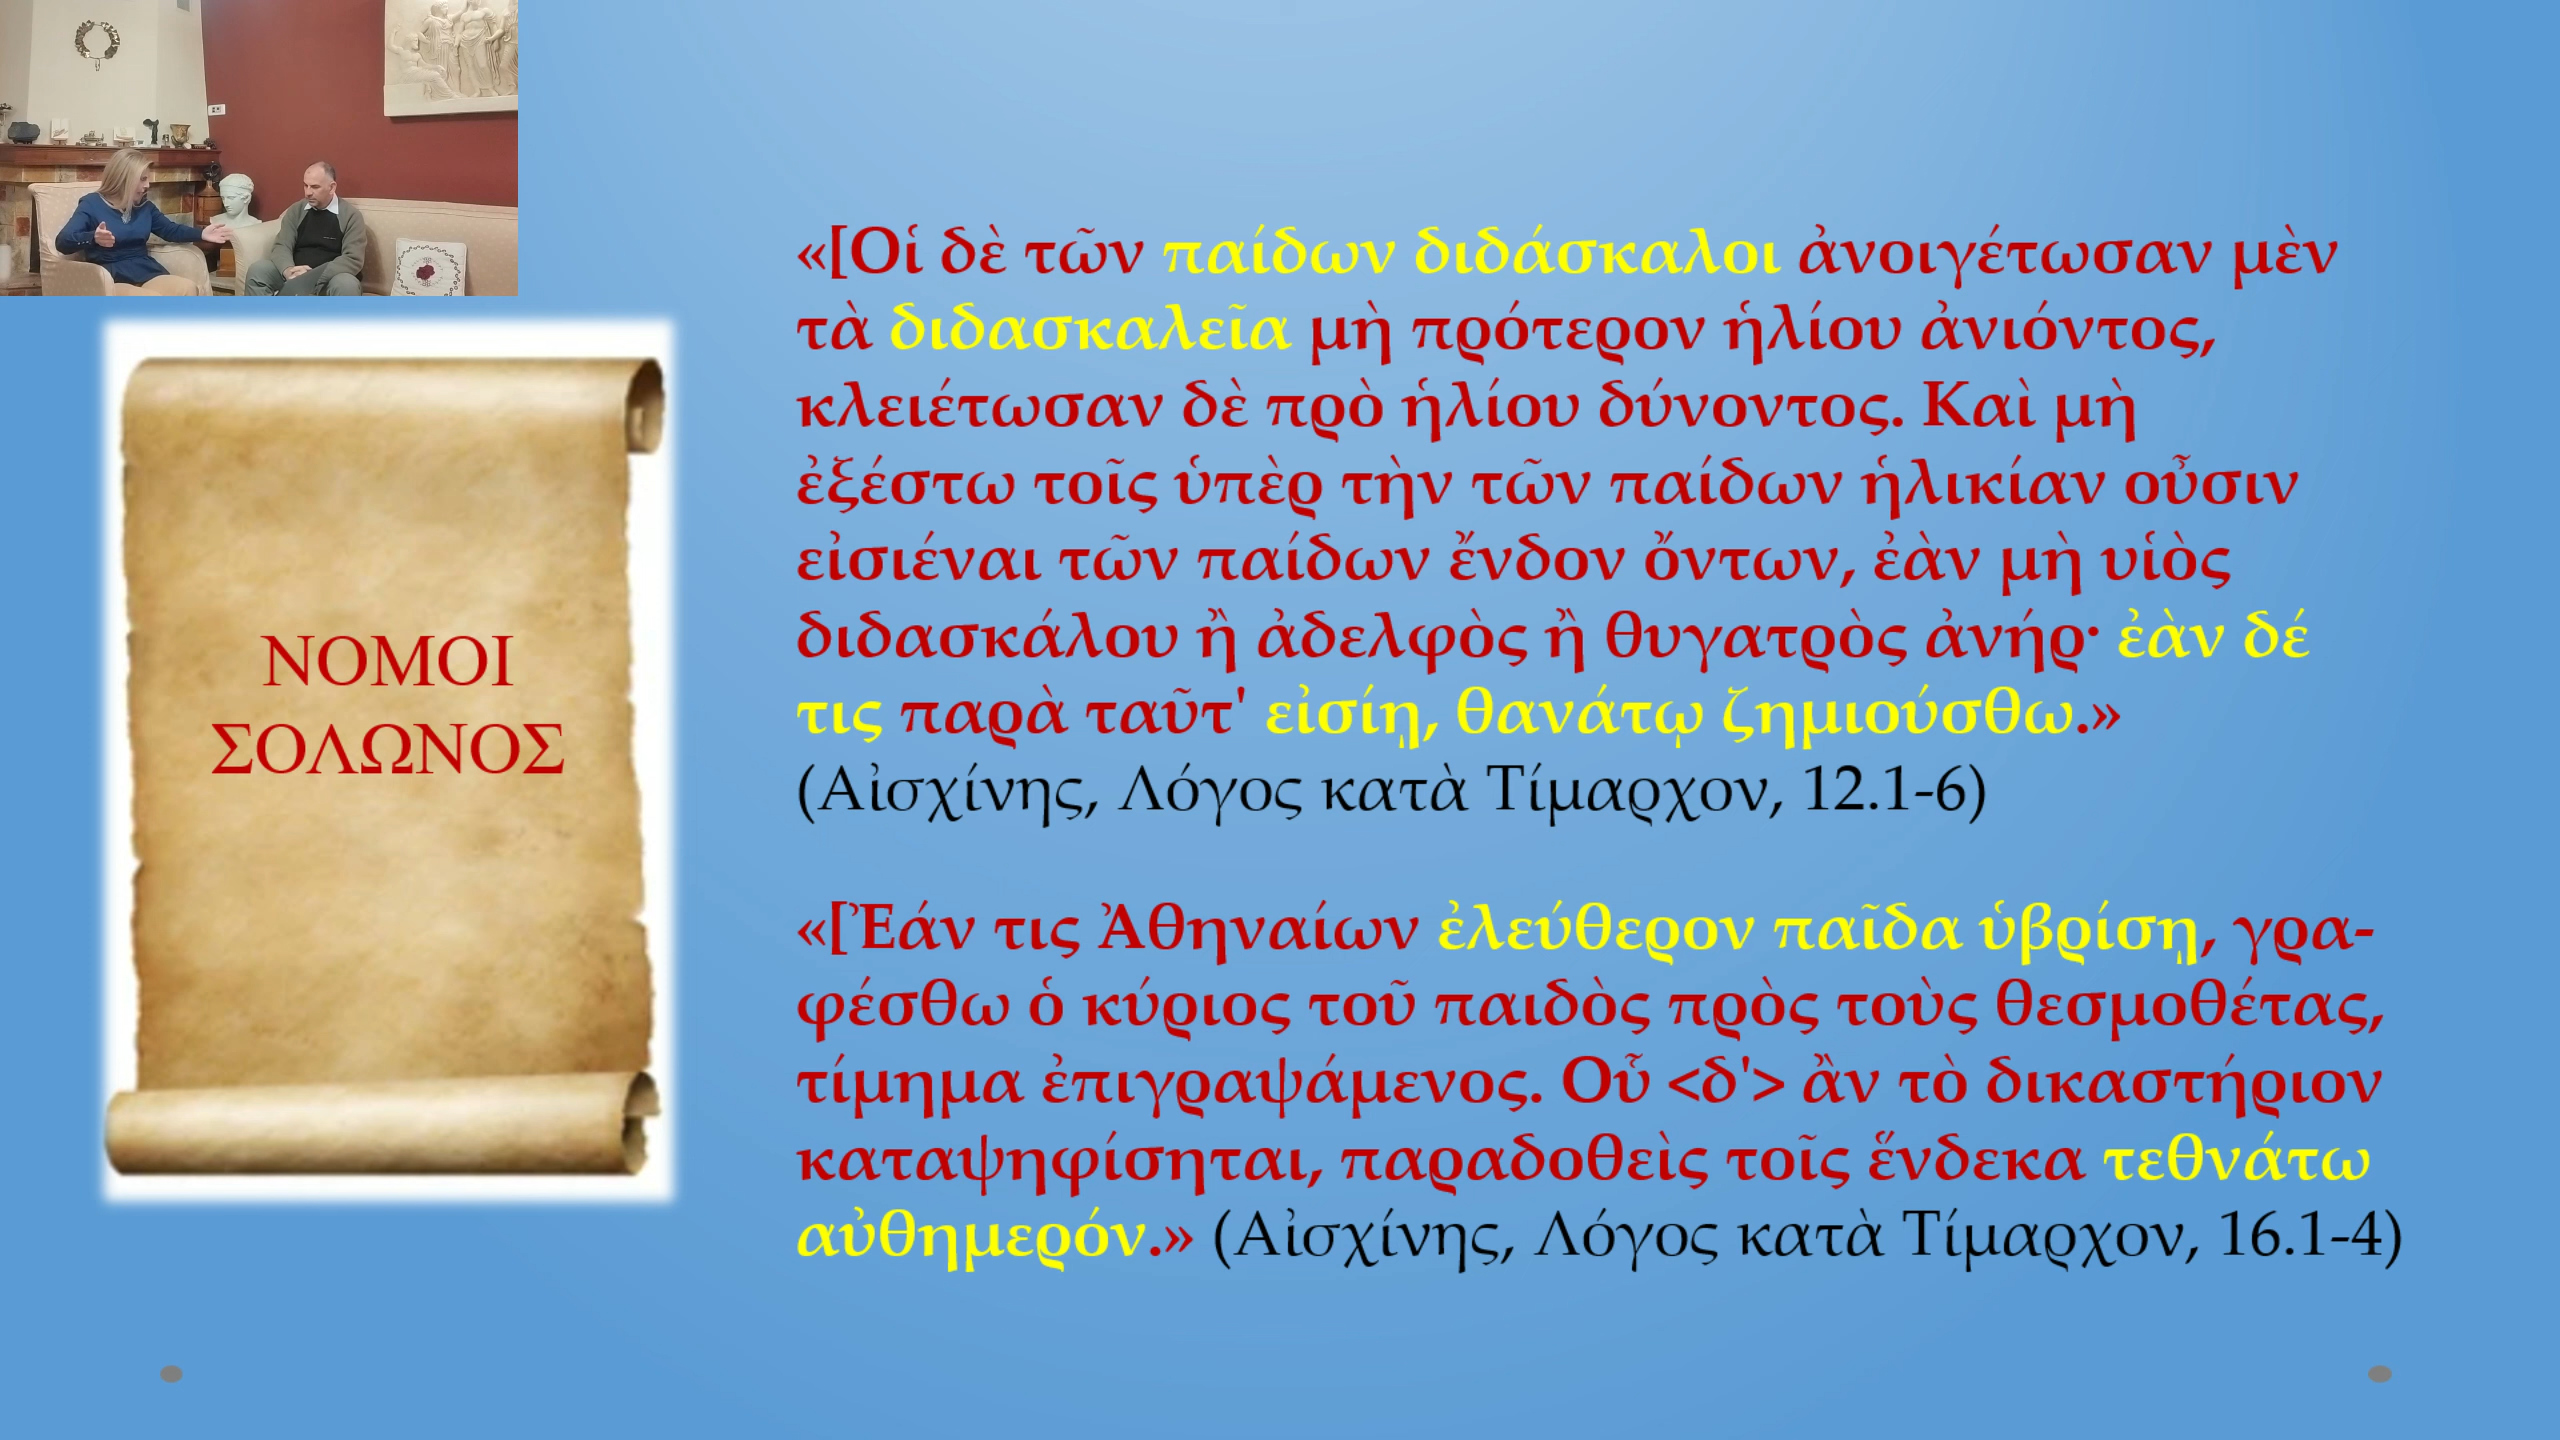 ΝΟΜΟΙ
ΣΟΛΩΝΟΣ
«[Οἱ δὲ τῶν παίδων διδάσκαλοι ἀνοιγέτωσαν μὲν
τὰ διδασκαλεῖα μὴ πρότερον ἡλίου ἀνιόντος,
κλειέτωσαν δὲ πρὸ ἡλίου δύνοντος. Καὶ μὴ
ἐξέστω τοῖς ὑπὲρ τὴν τῶν παίδων ἡλικίαν οὖσιν
εἰσιέναι τῶν παίδων ἔνδον ὄντων, ἐὰν μὴ υἱὸς
διδασκάλου ἢ ἀδελφὸς ἢ θυγατρὸς ἀνήρ· ἐὰν δέ
τις παρὰ ταῦτ' εἰσίῃ, θανάτῳ ζημιούσθω.»
(Αἰσχίνης, Λόγος κατὰ Τίμαρχον, 12.1-6)
«[Ἐάν τις Ἀθηναίων ἐλεύθερον παῖδα ὑβρίσῃ, γρα-
φέσθω ὁ κύριος τοῦ παιδὸς πρὸς τοὺς θεσμοθέτας,
τίμημα ἐπιγραψάμενος. Οὗ <δ'> ἂν τὸ δικαστήριον
καταψηφίσηται, παραδοθεὶς τοῖς ἕνδεκα τεθνάτω
αὐθημερόν.» (Αἰσχίνης, Λόγος κατὰ Τίμαρχον, 16.1-4)